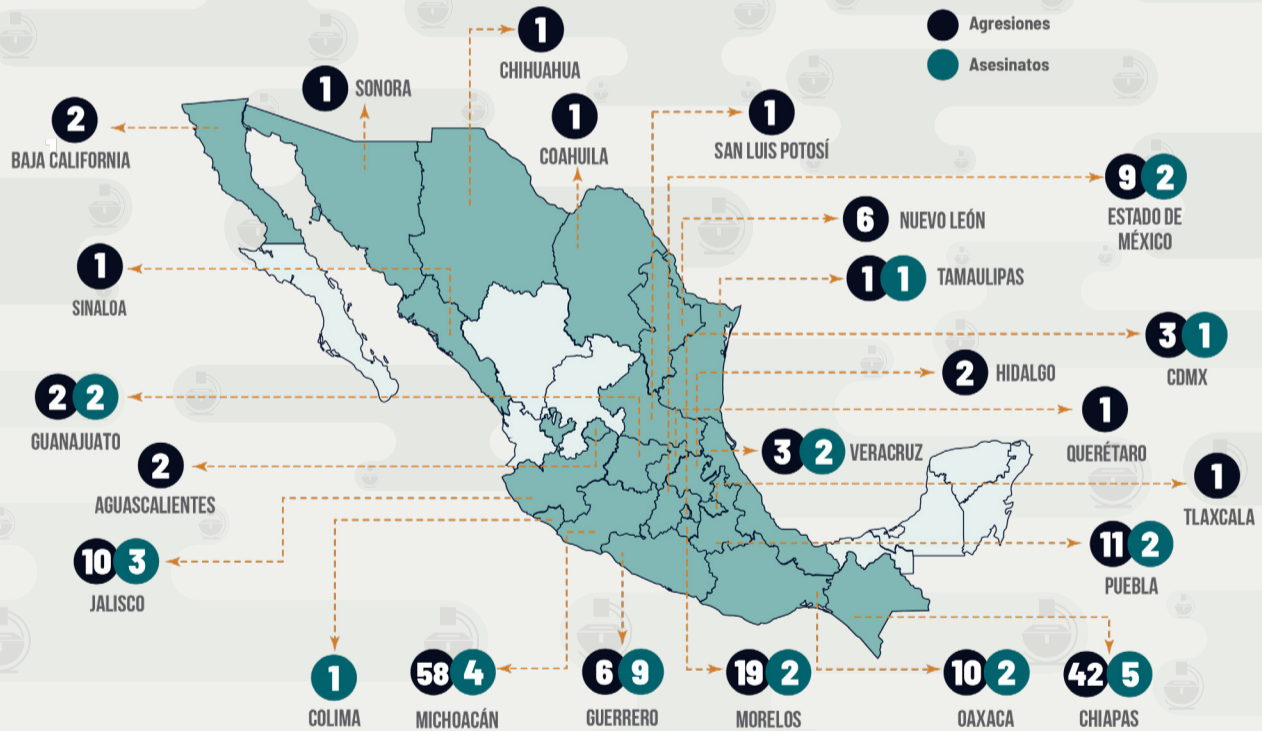 Agresiones
Asesinatos
1
CHIHUAHUA
1
SONORA
2
BAJA CALIFORNIA
1
COAHUILA
1
SAN LUIS POTOSÍ
9 2
ESTADO DE
MÉXICO
6
NUEVO LEÓN
1
SINALOA
1 1
TAMAULIPAS
3 1
CDMX
2
HIDALGO
2 2
GUANAJUATO
1
QUERÉTARO
3 2
VERACRUZ
2
AGUASCALIENTES
1
TLAXCALA
10 3
JALISCO
11 2
PUEBLA
1
COLIMA
58 4
MICHOACÁN
6 9
GUERRERO
19 2
MORELOS
10 2
OAXACA
42 5
CHIAPAS